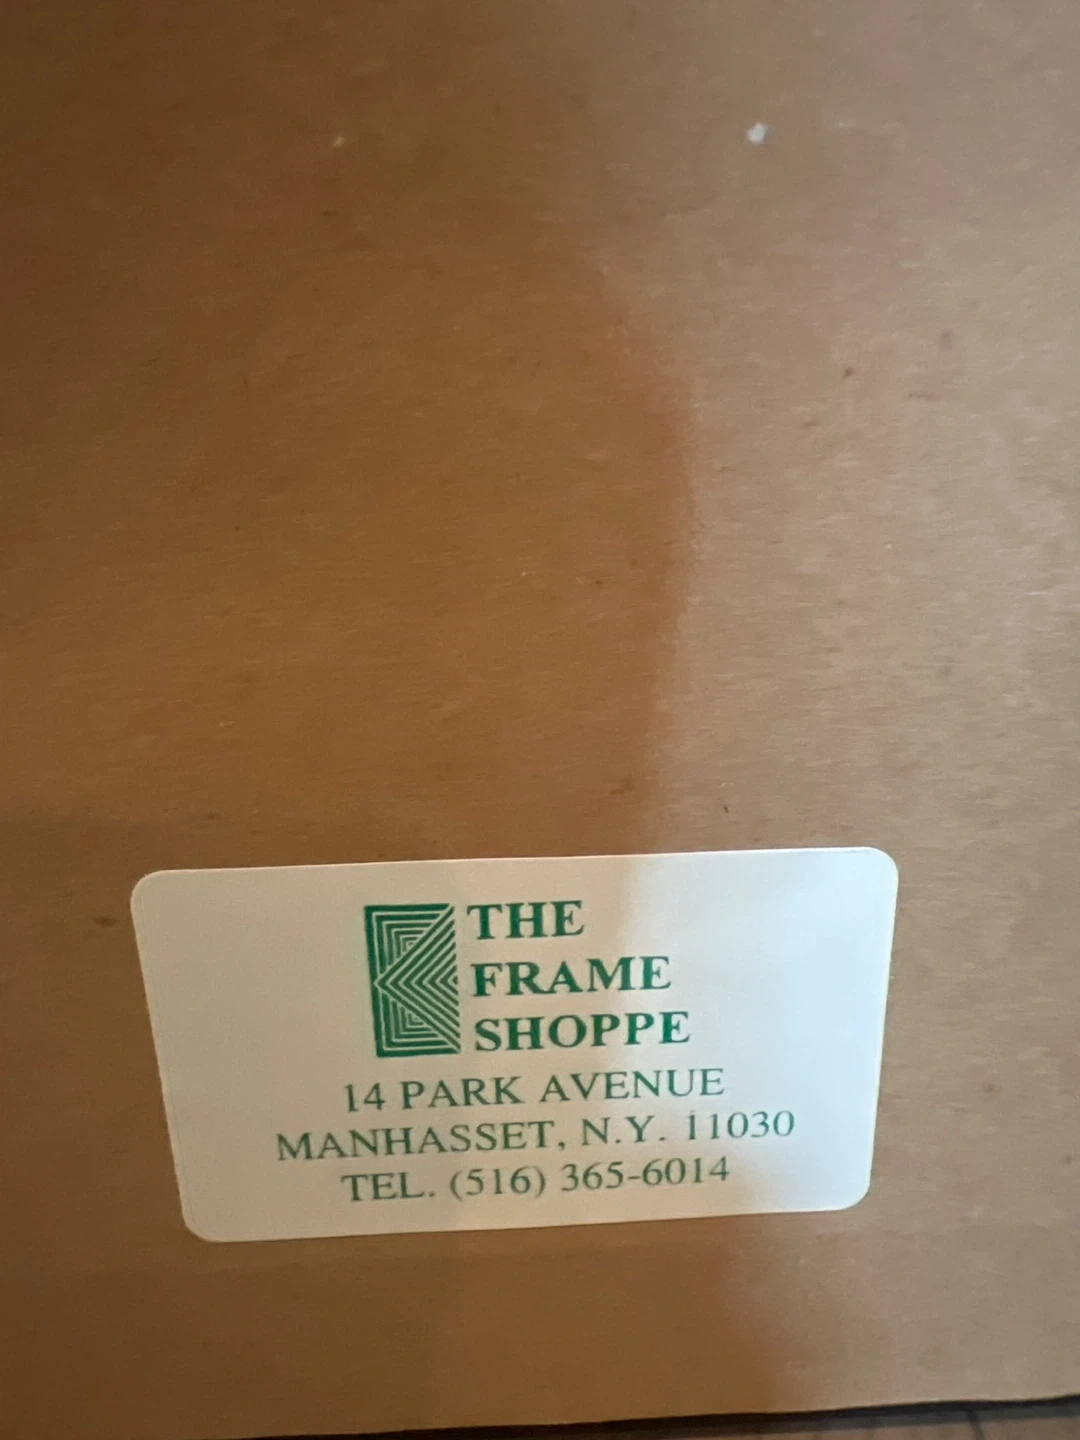 THE
FRAME
SHOPPE
14 PARK AVENUE
MANHASSET, N.Y. 11030
TEL. (516) 365-6014